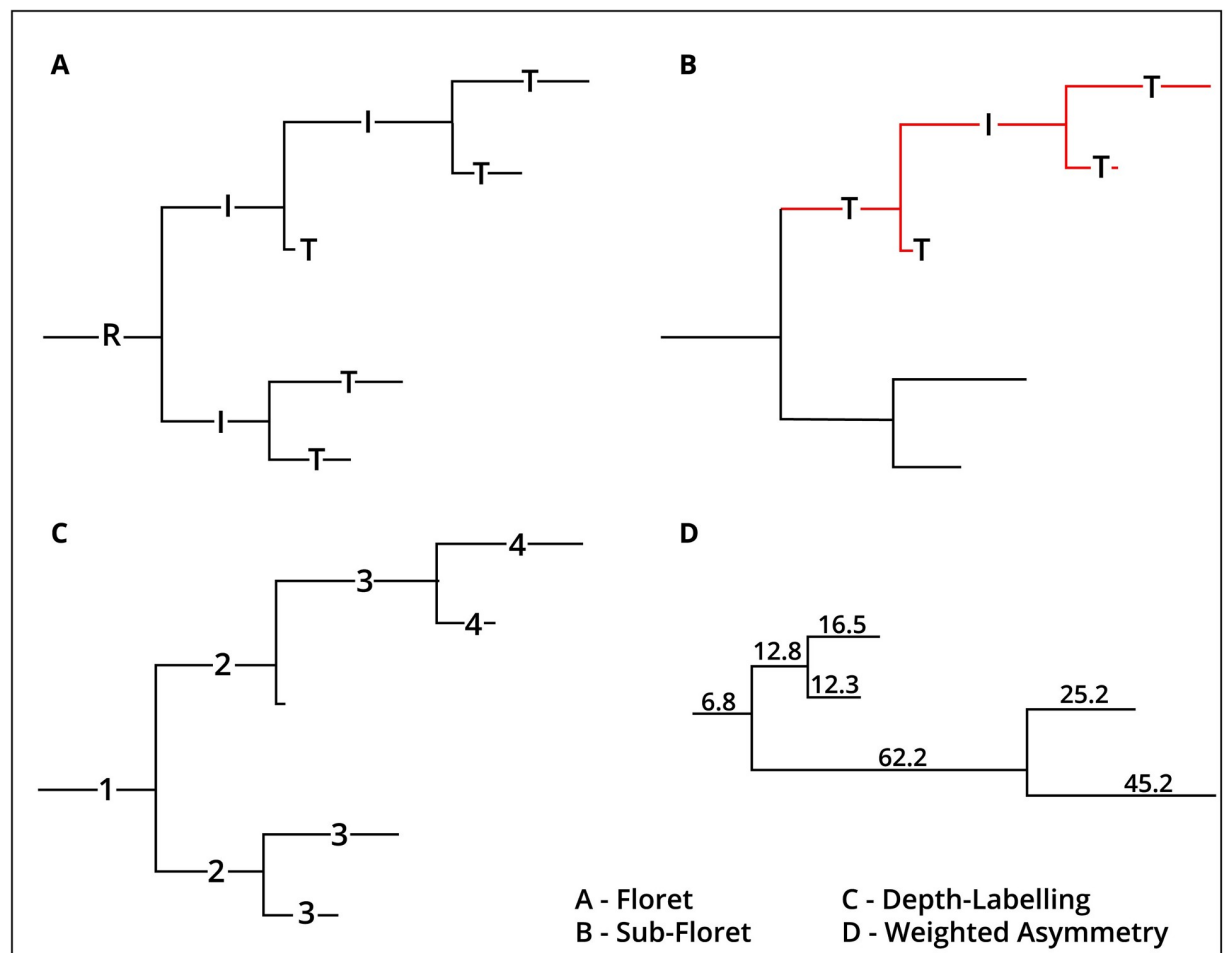 A
T
I
T
I
T
R
T
I
T
B
T
I
T
T
T
C
4
3
4
2
1
3
2
3
D
16.5
12.8
12.3
6.8
25.2
62.2
45.2
A - Floret
B - Sub-Floret
C - Depth-Labelling
D - Weighted Asymmetry